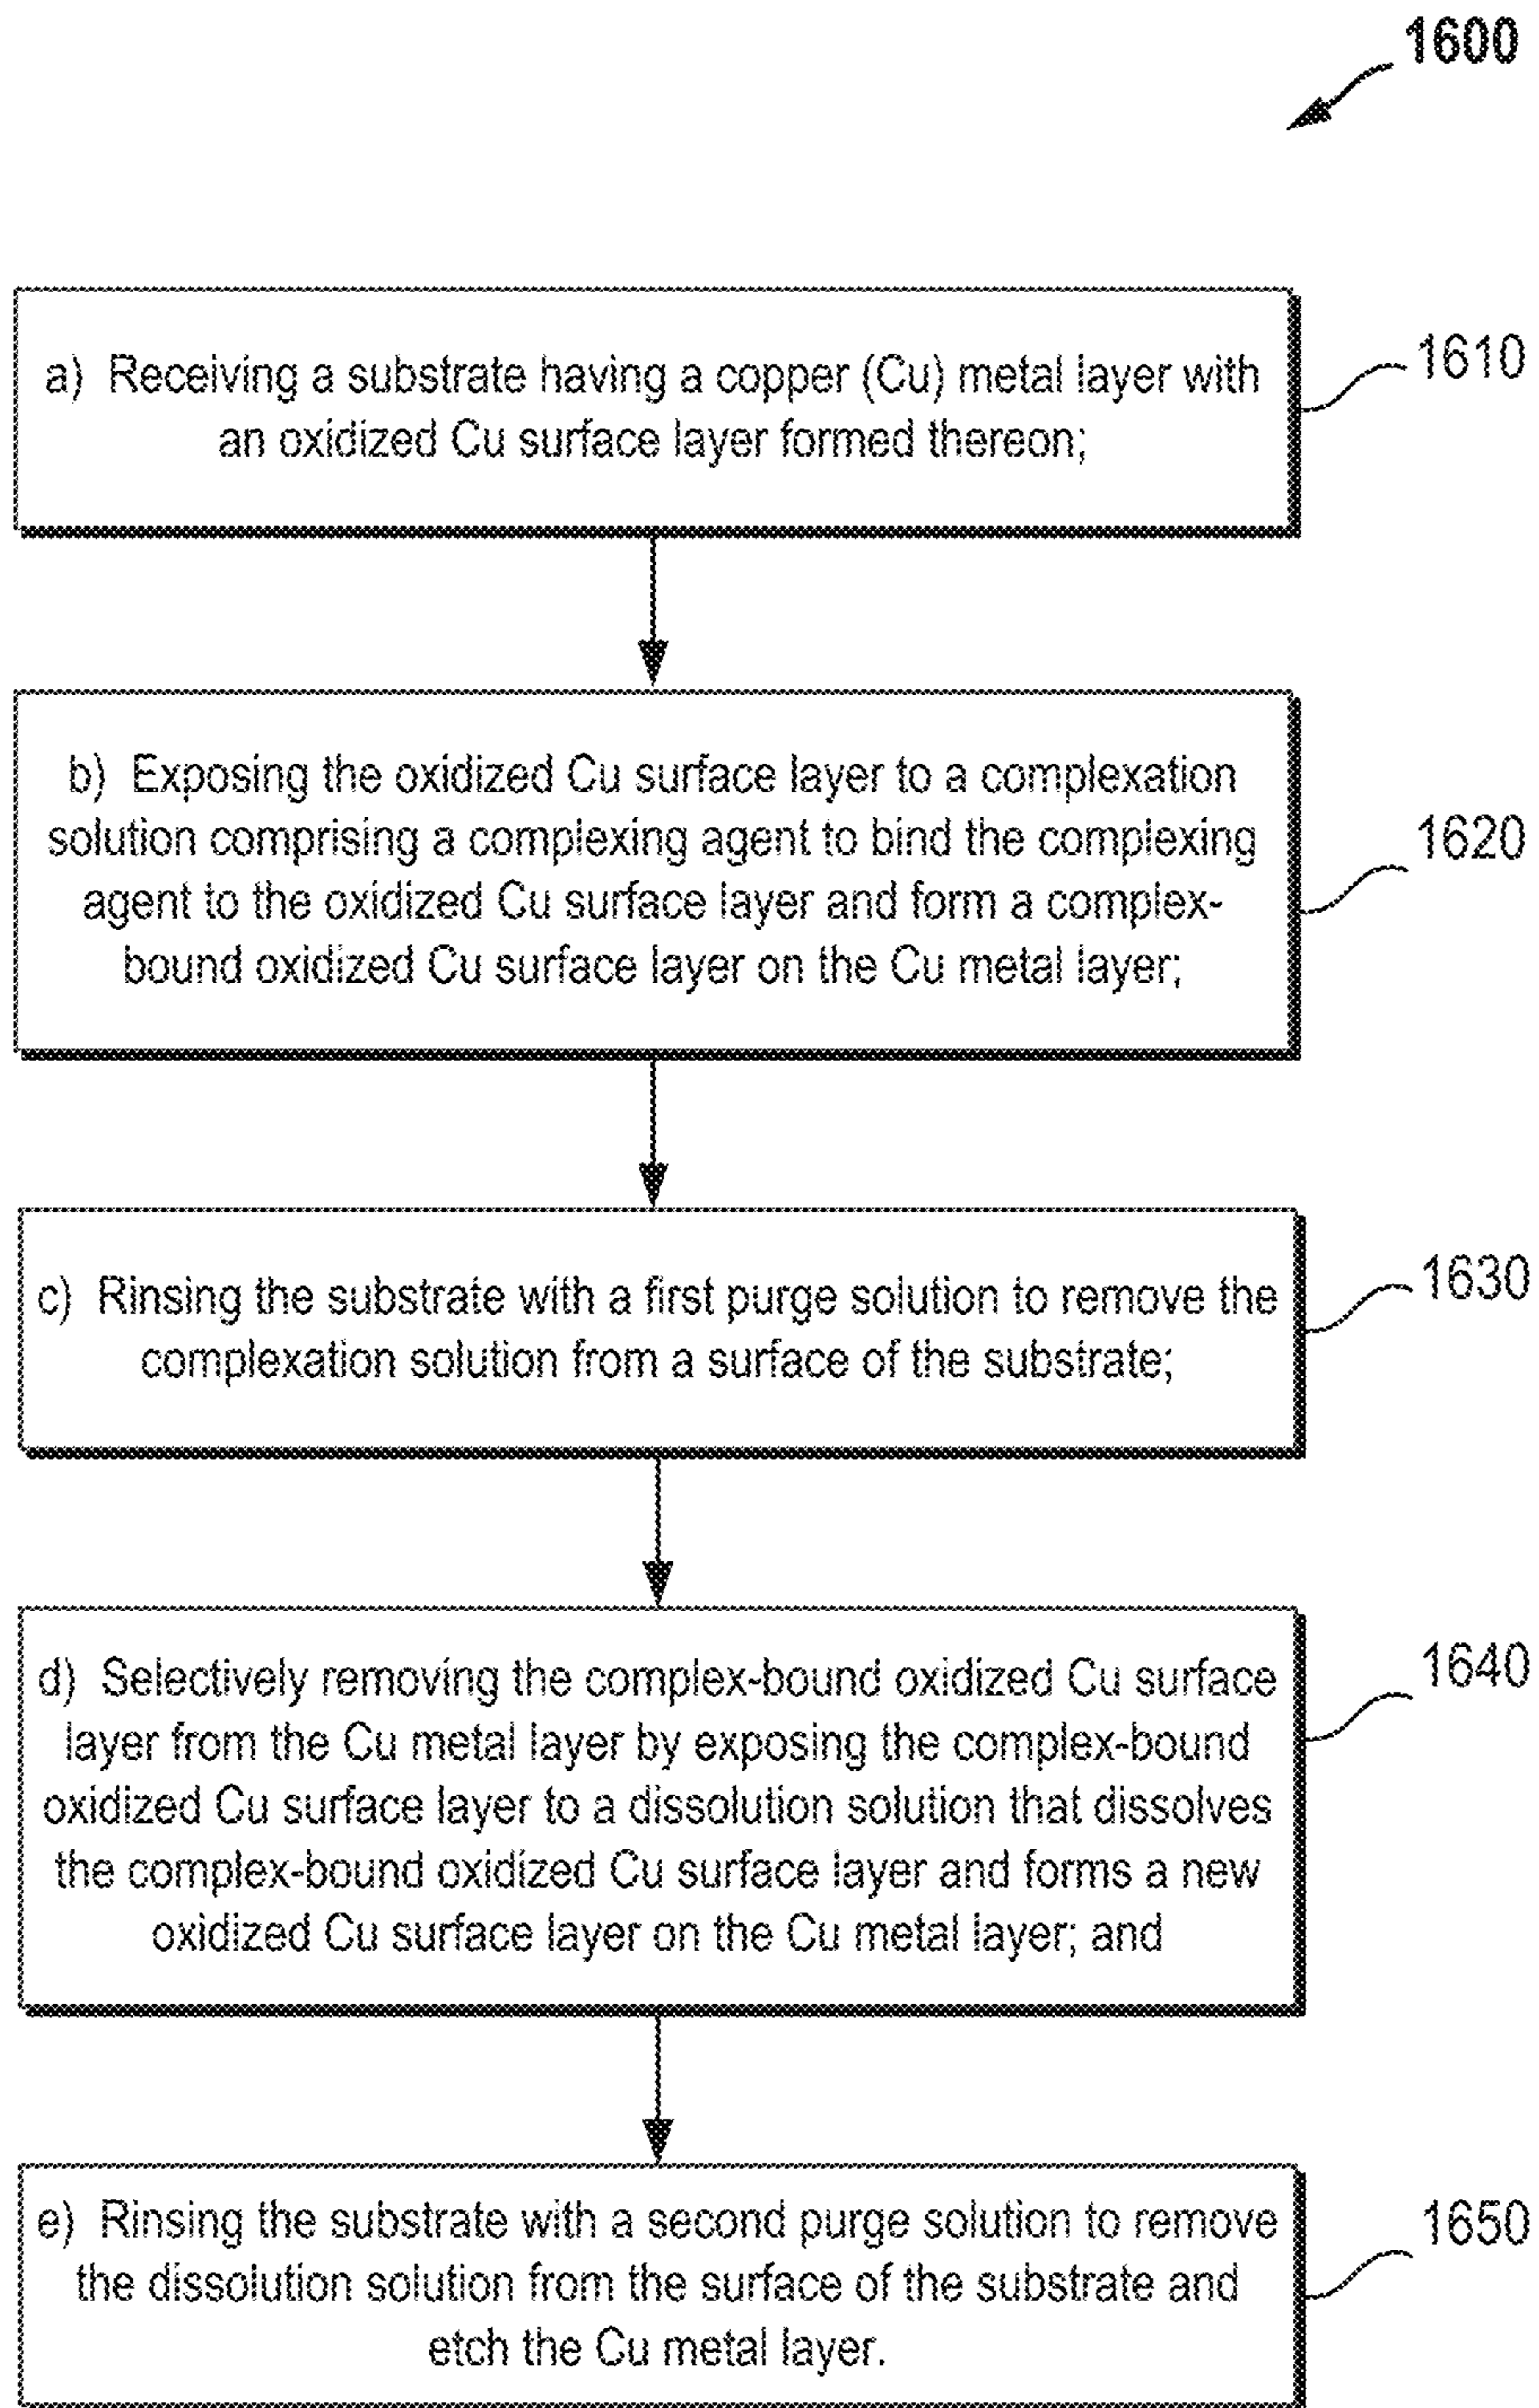 1600
a) Receiving a substrate having a copper (Cu) metal layer with
an oxidized Cu surface layer formed thereon;
1610
b) Exposing the oxidized Cu surface layer to a complexation
solution comprising a complexing agent to bind the complexing
agent to the oxidized Cu surface layer and form a complex-
bound oxidized Cu surface layer on the Cu metal layer;
1620
c) Rinsing the substrate with a first purge solution to remove the
complexation solution from a surface of the substrate;
1630
d) Selectively removing the complex-bound oxidized Cu surface
layer from the Cu metal layer by exposing the complex-bound
oxidized Cu surface layer to a dissolution solution that dissolves
the complex-bound oxidized Cu surface layer and forms a new
oxidized Cu surface layer on the Cu metal layer; and
1640
e) Rinsing the substrate with a second purge solution to remove
the dissolution solution from the surface of the substrate and
etch the Cu metal layer.
1650